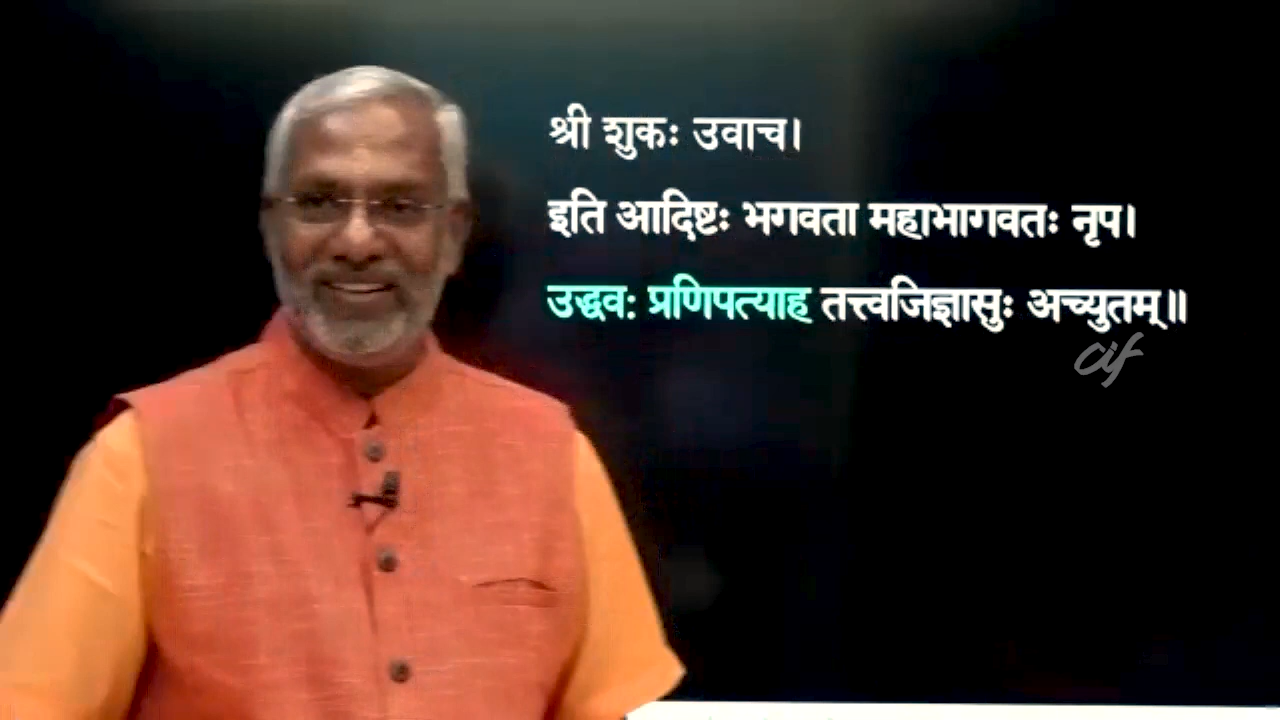 श्री शुकः उवाच।
इति आदिष्टः भगवता महाभागवतः नृप।
उद्धवः प्रणिपत्याह तत्त्वजिज्ञासुः अच्युतम्॥
cif